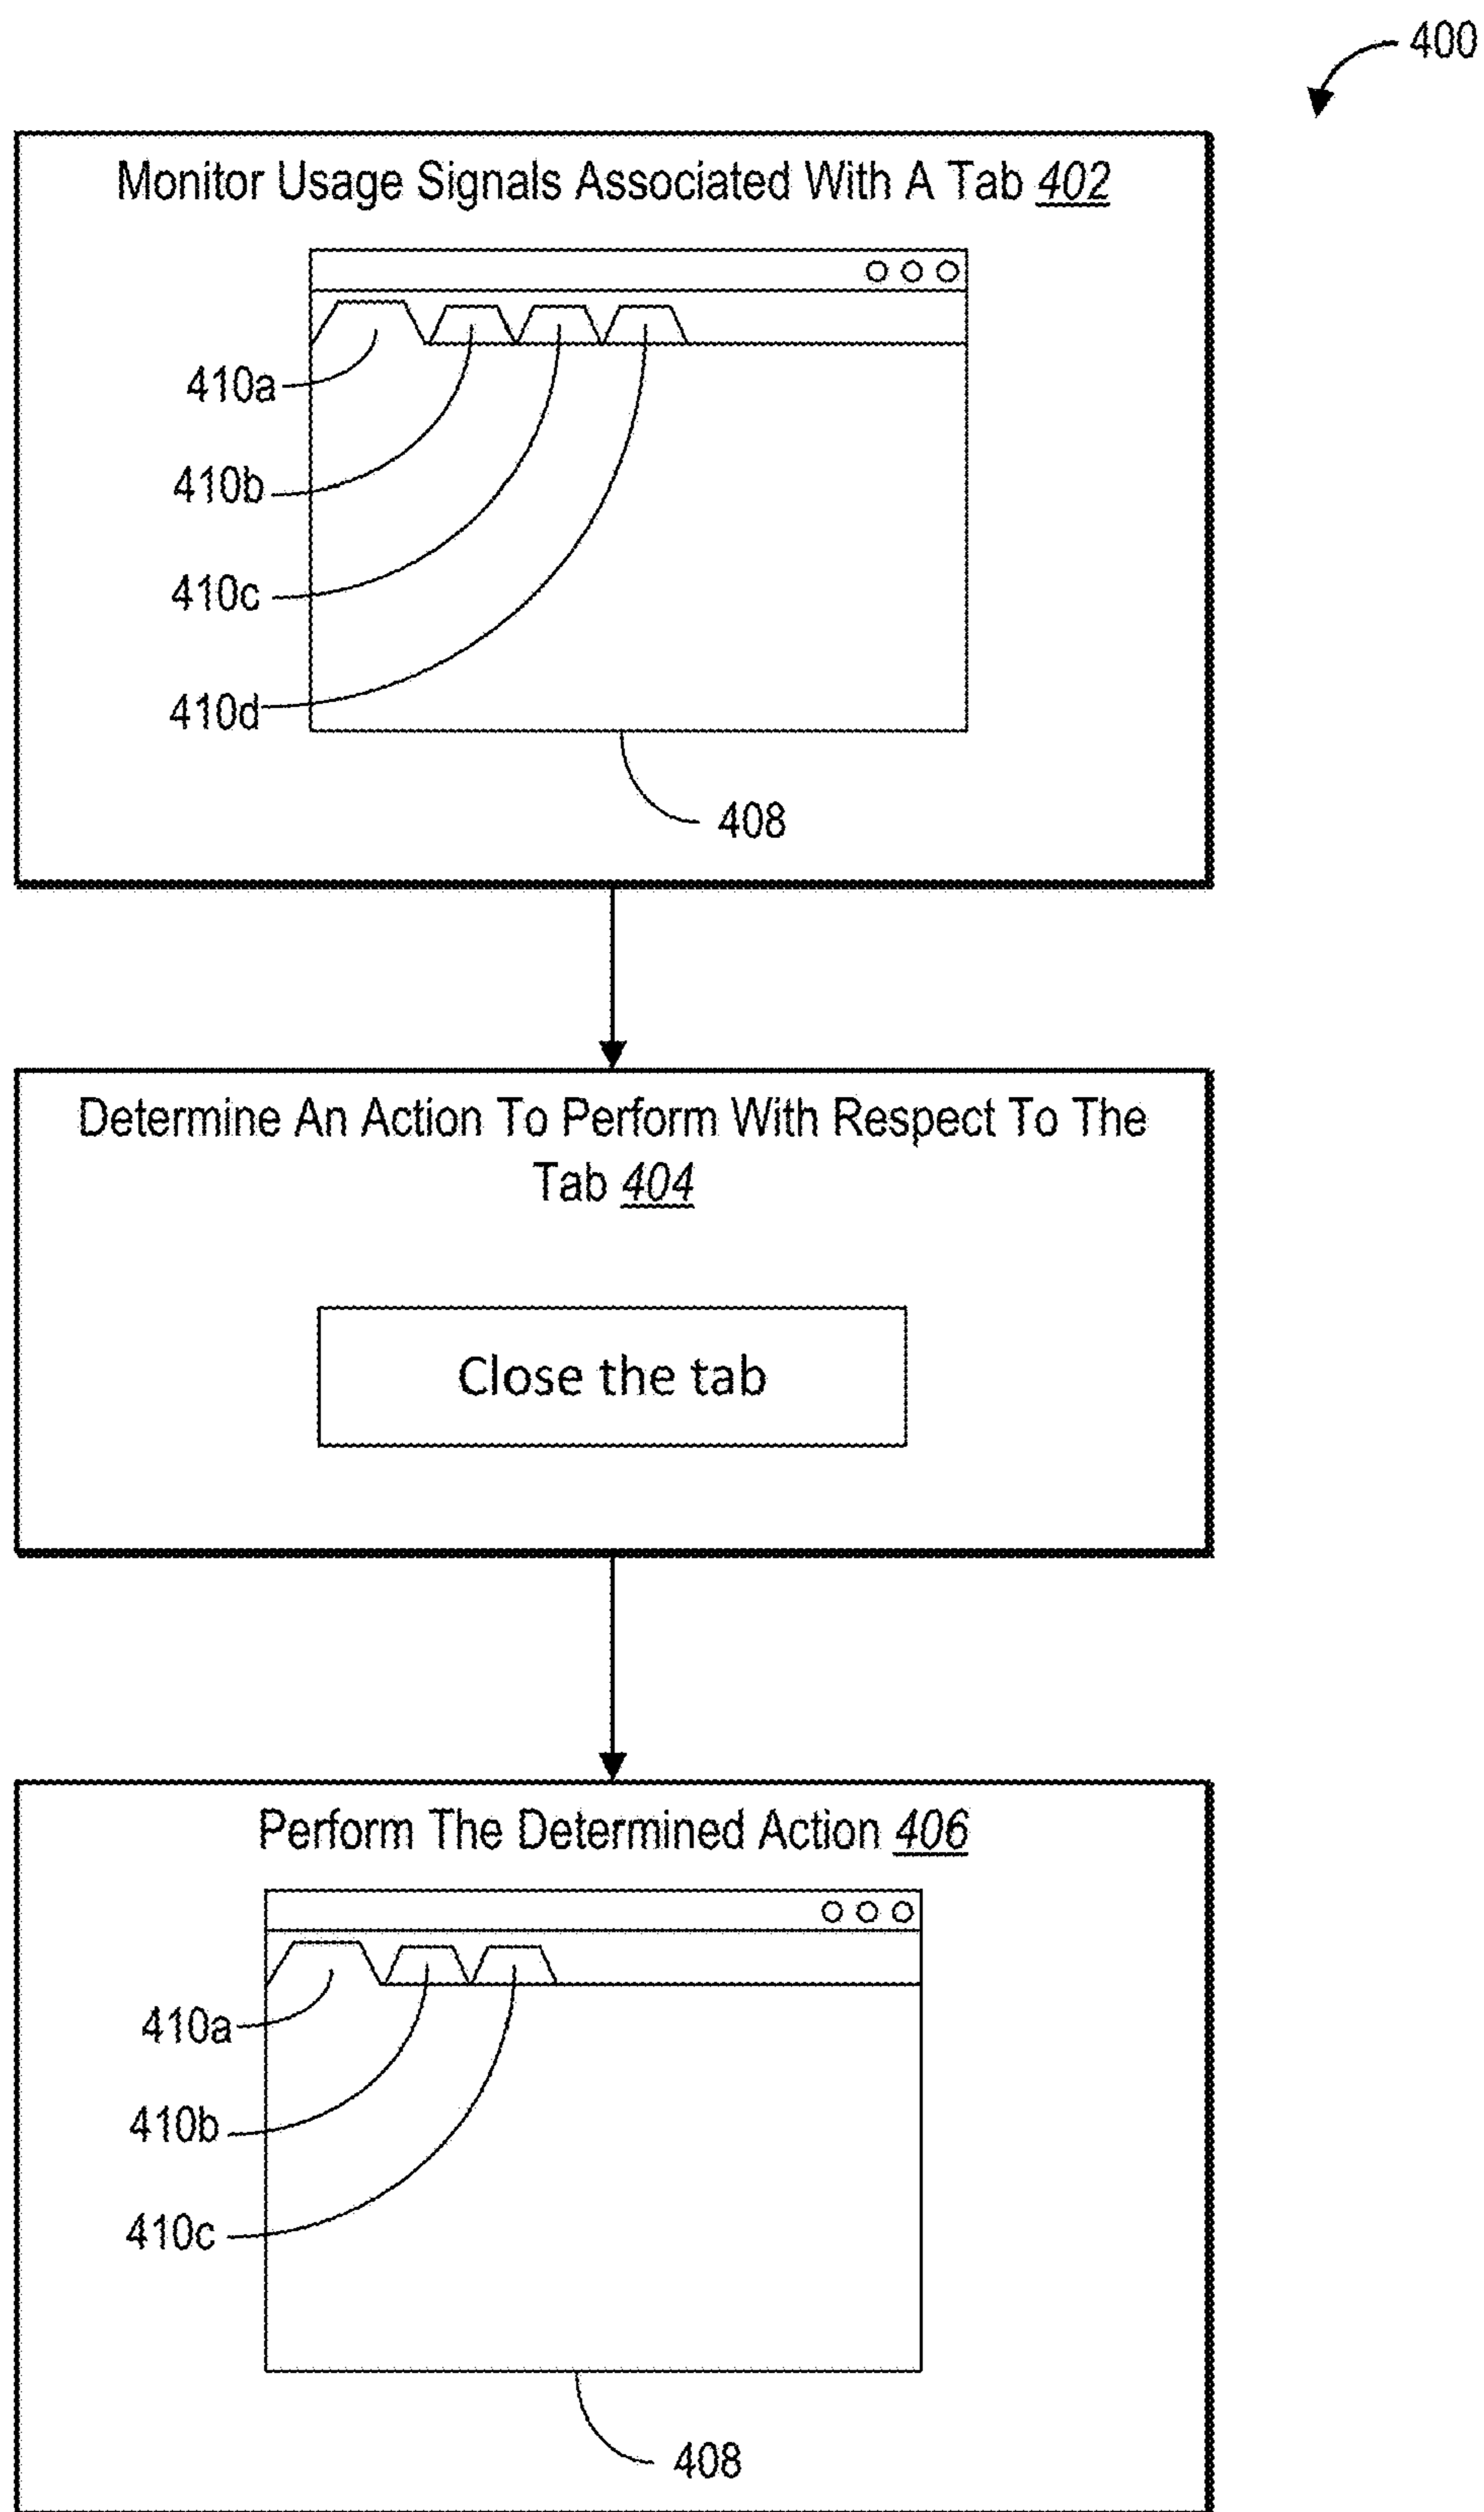 400
Monitor Usage Signals Associated With A Tab 402
410a
410b
410c
410d
408
Determine An Action To Perform With Respect To The
Tab 404
Close the tab
Perform The Determined Action 406
410a
410b
410c
408